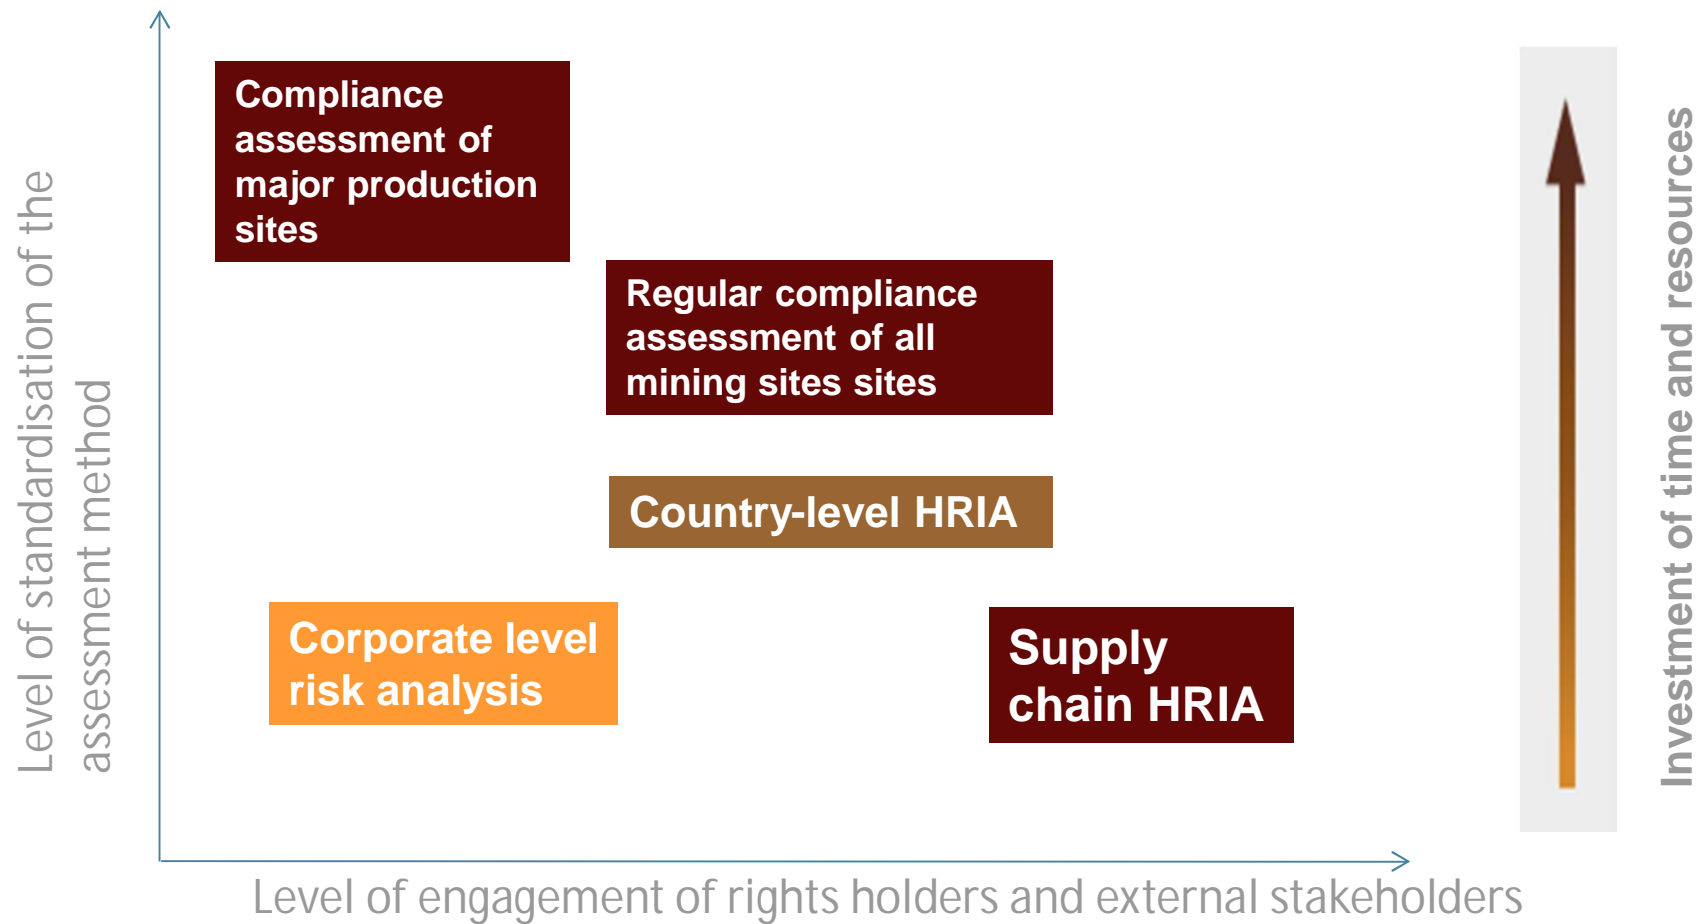 Level of standardisation of the
assessment method
Compliance
assessment of
major production
sites
Regular compliance
assessment of all
mining sites sites
Country-level HRIA
Corporate level
risk analysis
Supply
chain HRIA
Level of engagement of rights holders and external stakeholders
Investment of time and resources